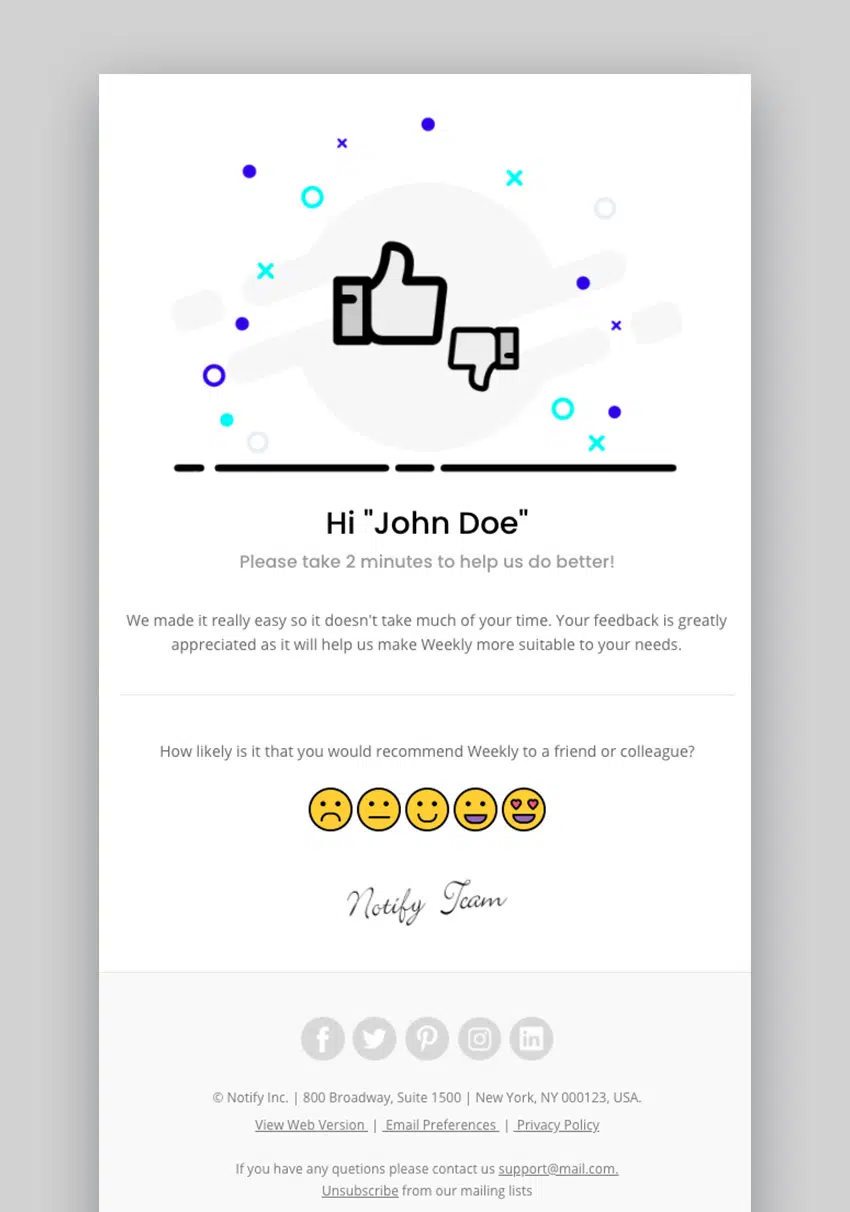 Hi "John Doe"
Please take 2 minutes to help us do better!
We made it really easy so it doesn't take much of your time. Your feedback is greatly
appreciated as it will help us make Weekly more suitable to your needs.
How likely is it that you would recommend Weekly to a friend or colleague?
Notify Team
© Notify Inc. | 800 Broadway, Suite 1500 | New York, NY 000123, USA.
View Web Version | Email Preferences | Privacy Policy
If you have any quetions please contact us support@mail.com.
Unsubscribe from our mailing lists